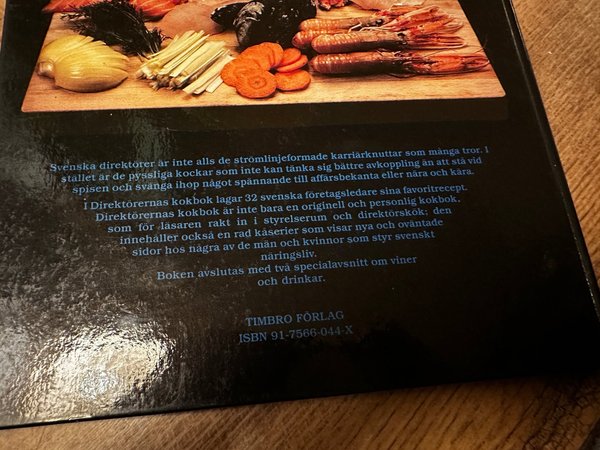 Svenska direktörer är inte alls de strömlinjeformade karriärknuttar som många tror. I
stället är de pyssliga kockar som inte kan tänka sig bättre avkoppling än att stå vid
spisen och svänga ihop något spännande till affärsbekanta eller nära och kära.
I Direktörernas kokbok lagar 32 svenska företagsledare sina favoritrecept.
Direktörernas kokbok är inte bara en originell och personlig kokbok.
som för läsaren rakt in i styrelserum och direktörskök; den
innehåller också en rad kåserier som visar nya och oväntade
sidor hos några av de män och kvinnor som styr svenskt
näringsliv.
Boken avslutas med två specialavsnitt om viner
och drinkar.
TIMBRO FÖRLAG
ISBN 91-7566-044-X